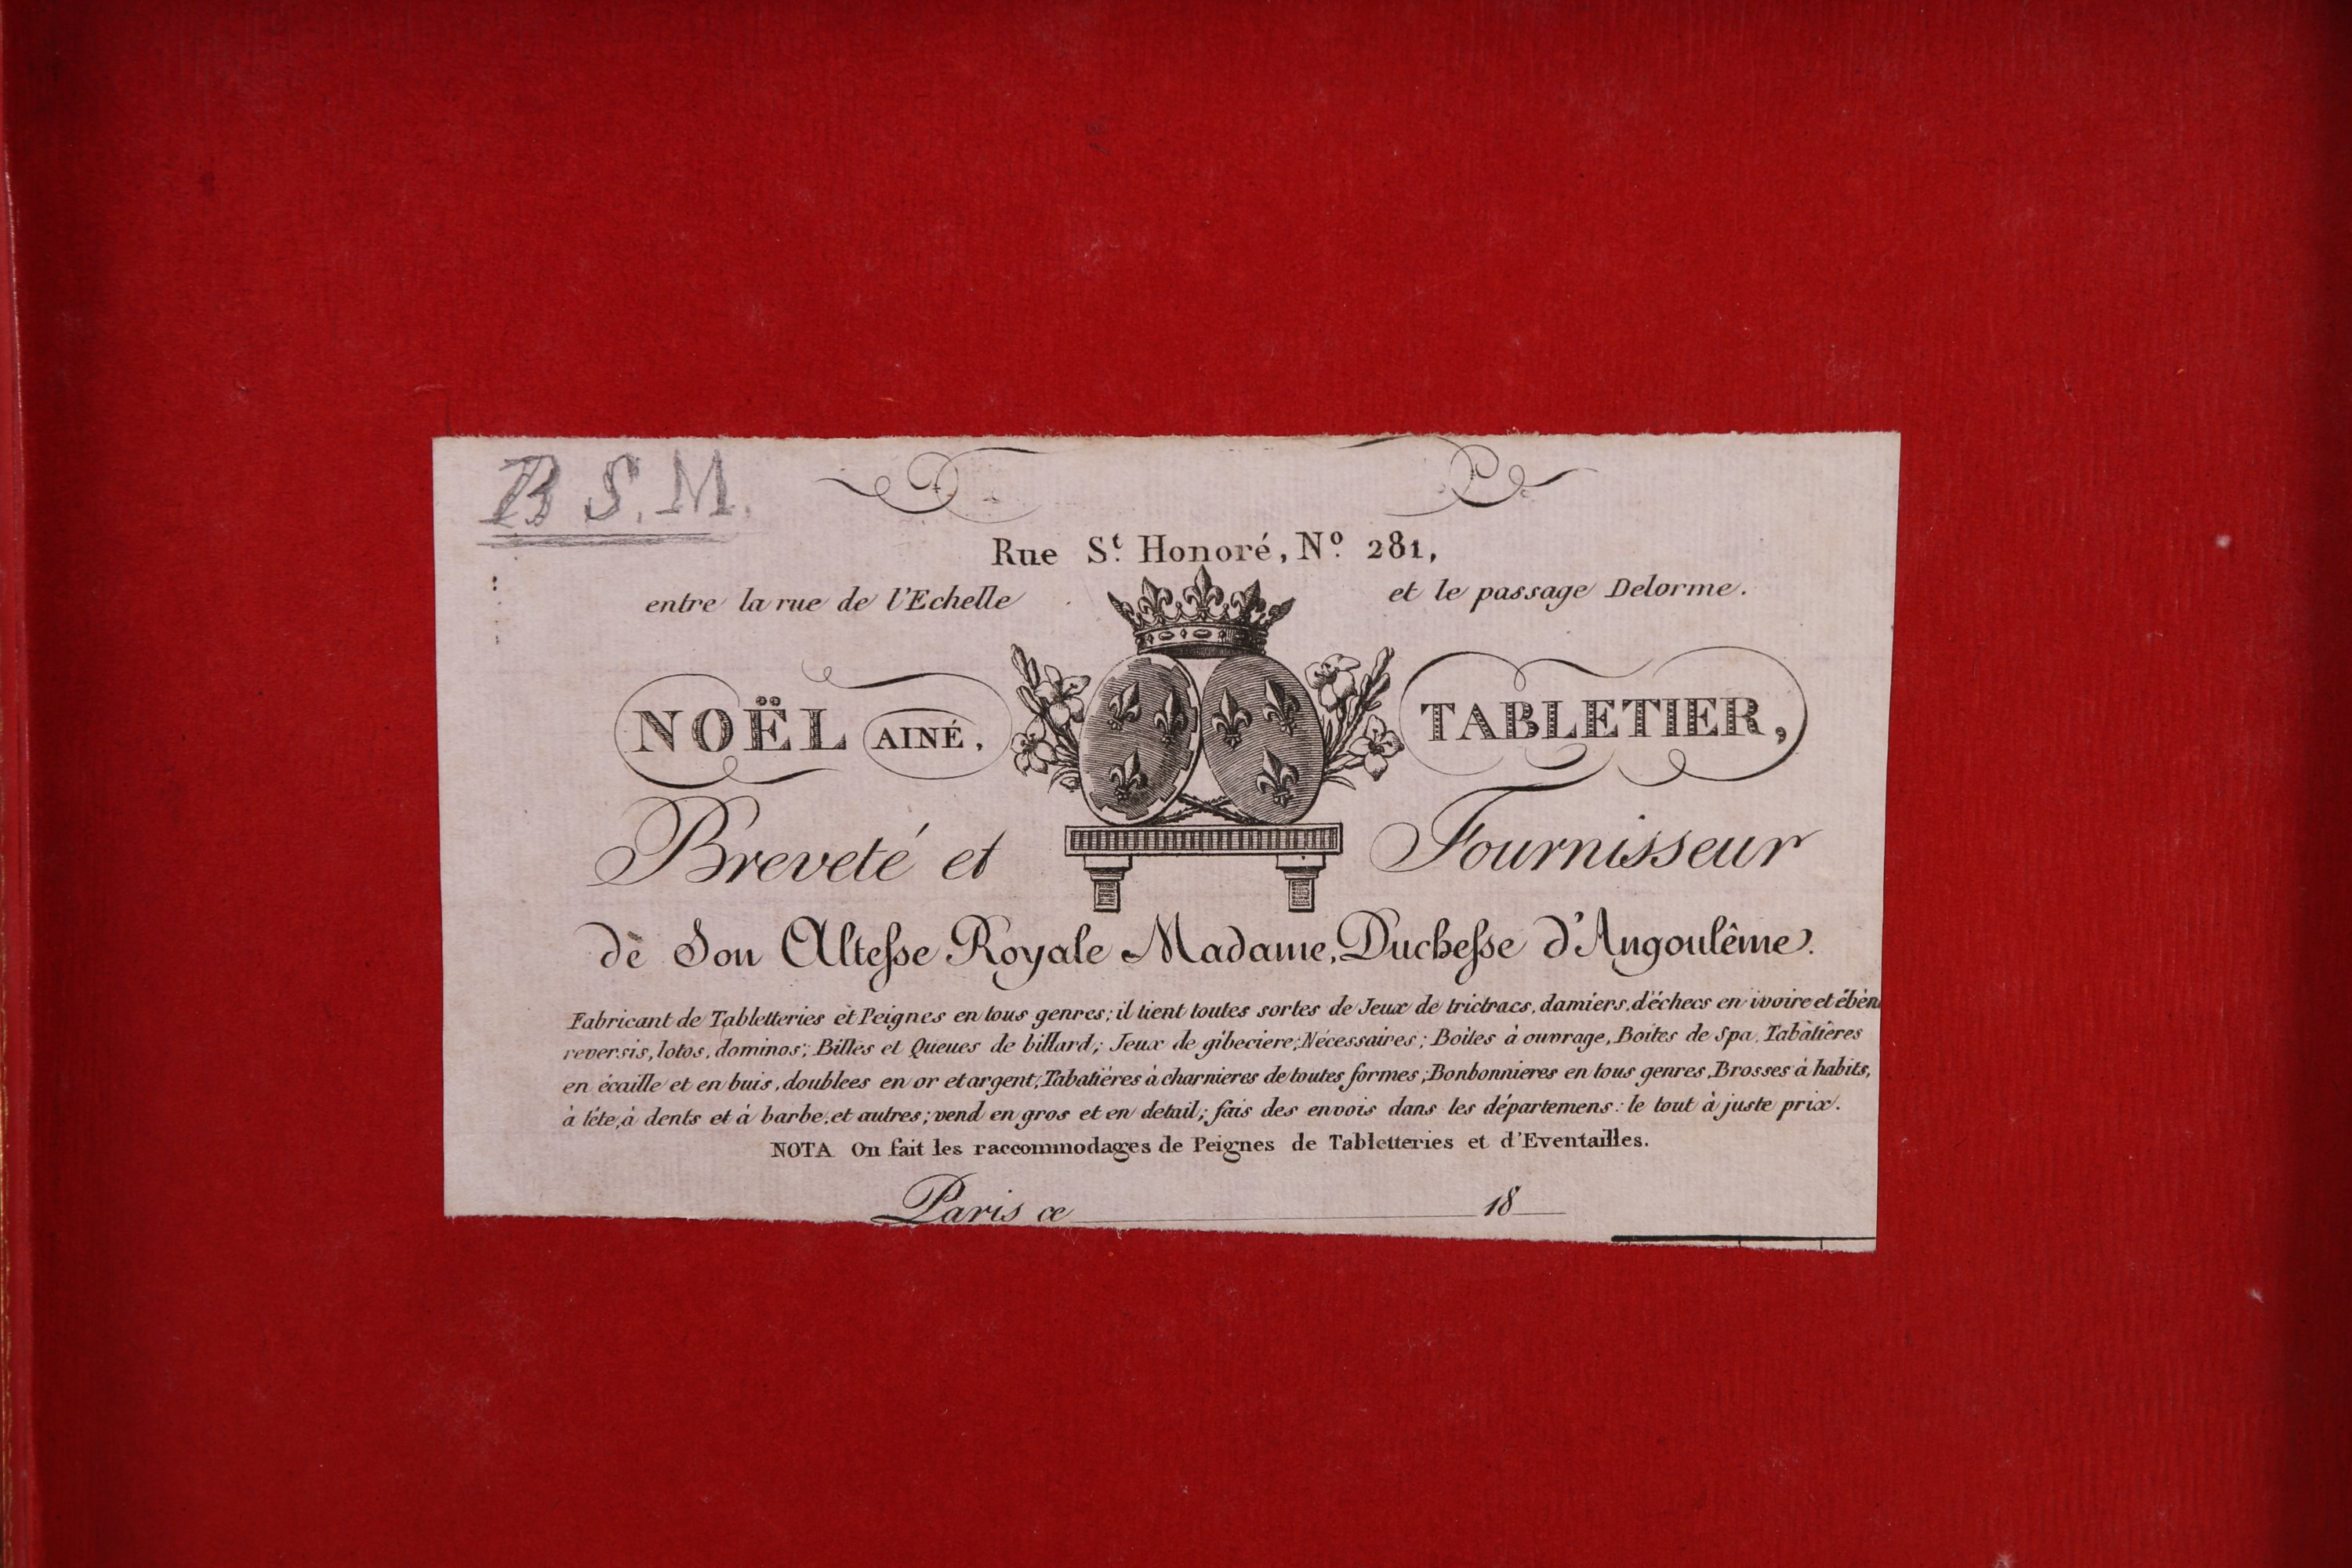 B S. M.
Rue St. Honoré, No. 281,
entre la rue de l'Echelle et le passage Delorme.
NOËL AINÉ, TABLETIER,
Breveté et Fournisseur
de Son Altesse Royale Madame, Duchesse d'Angoulême.
Fabricant de Tabletteries et Peignes en tous genres; il tient toutes sortes de Jeux de trictracs, damiers, d'échecs en ivoire et ébèn
reversis, lotos, dominos; Billes et Queues de billard; Jeux de gibeciere; Nécessaires; Boites à ouvrage, Boites de Spa, Tabatières
en écaille et en buis, doublees en or et argent; Tabatières à charnieres de toutes formes; Bonbonnieres en tous genres, Brosses à habits,
à tête, à dents et à barbe, et autres; vend en gros et en detail; fais des envois dans les départemens: le tout à juste prix.
NOTA On fait les raccommodages de Peignes de Tabletteries et d'Eventailles.
Paris ce 18